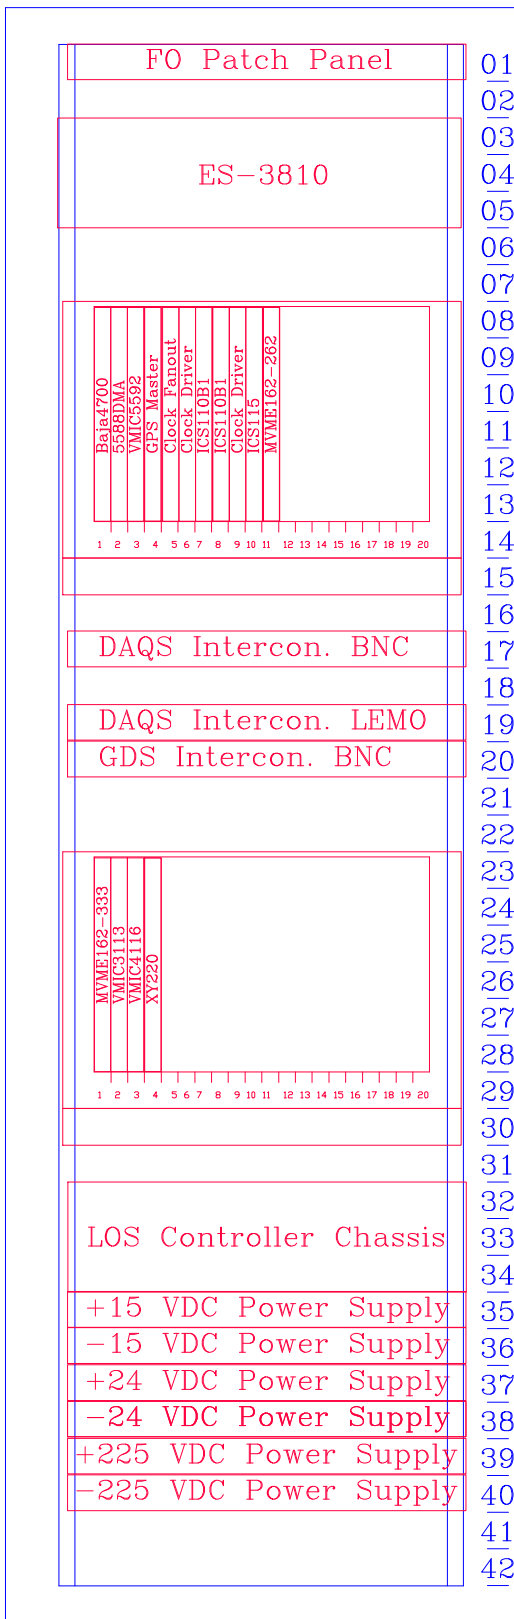 FO Patch Panel
01
02
03
ES-3810
04
05
06
07
08
09
10
11
12
13
14
Baja4700
5588DMA
VMIC5592
GPS Master
Clock Fanout
Clock Driver
ICS110B1
ICS110B1
Clock Driver
ICS115
MVME162-262
1 2 3 4 5 6 7 8 9 10 11 12 13 14 15 16 17 18 19 20
15
16
DAQS Intercon. BNC
17
18
DAQS Intercon. LEMO
19
GDS Intercon. BNC
20
21
22
23
24
25
26
27
28
29
MVME162-333
VMIC3113
VMIC4116
XY220
1 2 3 4 5 6 7 8 9 10 11 12 13 14 15 16 17 18 19 20
30
31
32
LOS Controller Chassis
33
34
+15 VDC Power Supply
35
-15 VDC Power Supply
36
+24 VDC Power Supply
37
-24 VDC Power Supply
38
+225 VDC Power Supply
39
-225 VDC Power Supply
40
41
42